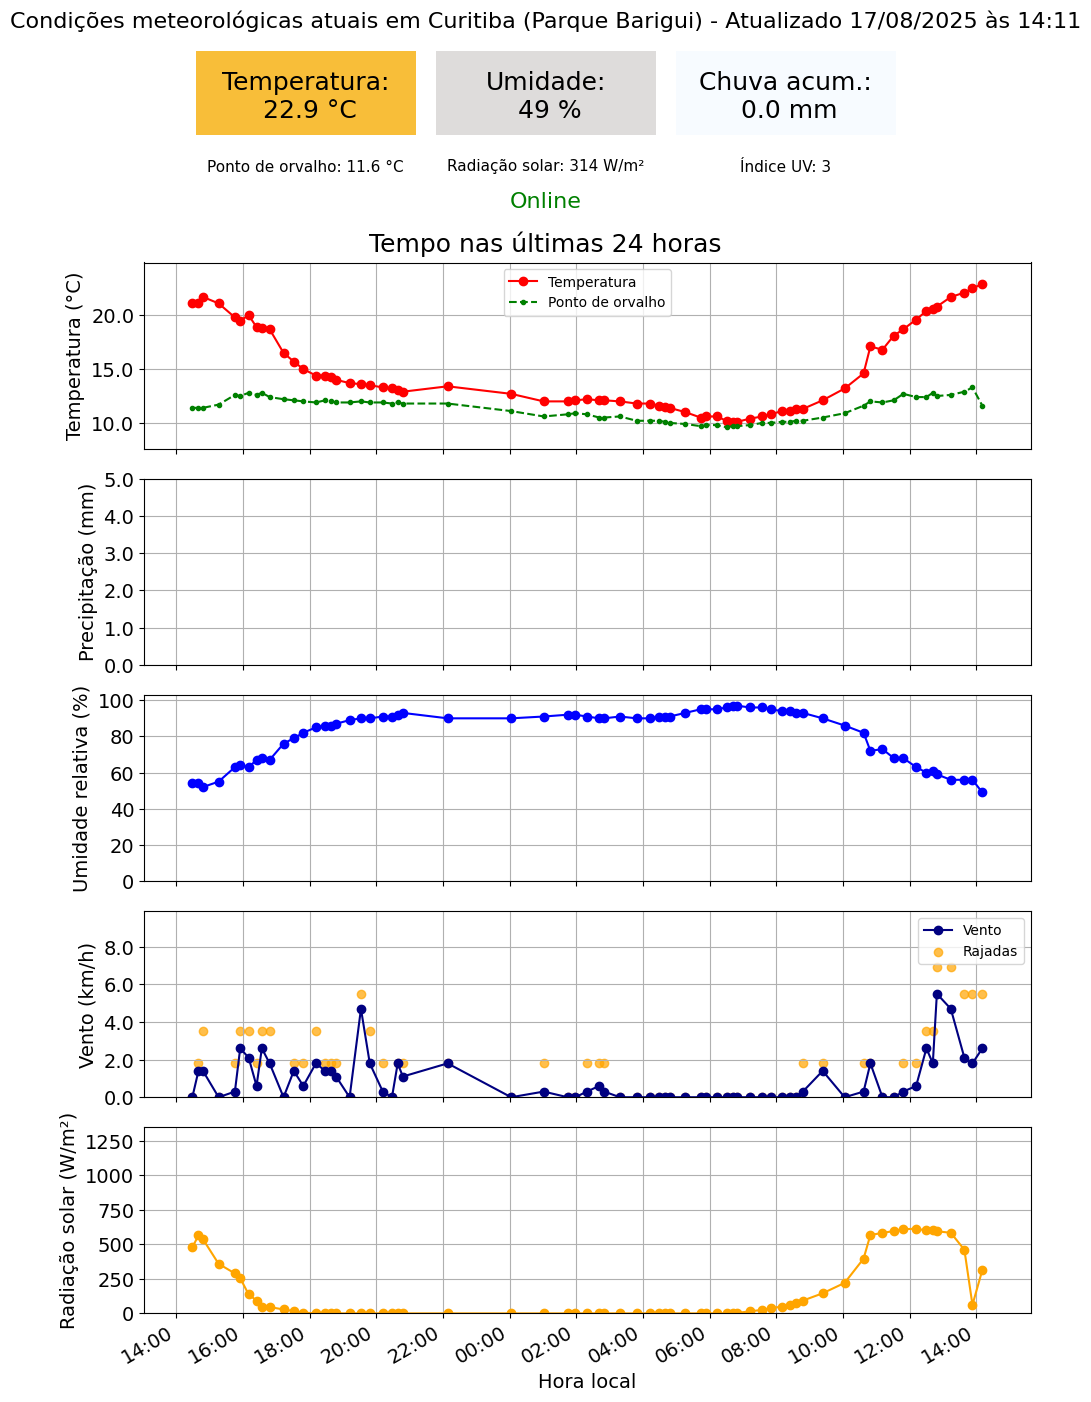 Condições meteorológicas atuais em Curitiba (Parque Barigui) - Atualizado 17/08/2025 às 14:11
Temperatura:
22.9 °C
Umidade:
49 %
Chuva acum.:
0.0 mm
Ponto de orvalho: 11.6 °C
Radiação solar: 314 W/m²
Índice UV: 3
Online
Tempo nas últimas 24 horas
Temperatura (°C)
20.0
15.0
10.0
Temperatura
Ponto de orvalho
Precipitação (mm)
5.0
4.0
3.0
2.0
1.0
0.0
Umidade relativa (%)
100
80
60
40
20
0
Vento (km/h)
8.0
6.0
4.0
2.0
0.0
Vento
Rajadas
Radiação solar (W/m²)
1250
1000
750
500
250
0
14:00
16:00
18:00
20:00
22:00
00:00
02:00
04:00
06:00
08:00
10:00
12:00
14:00
Hora local